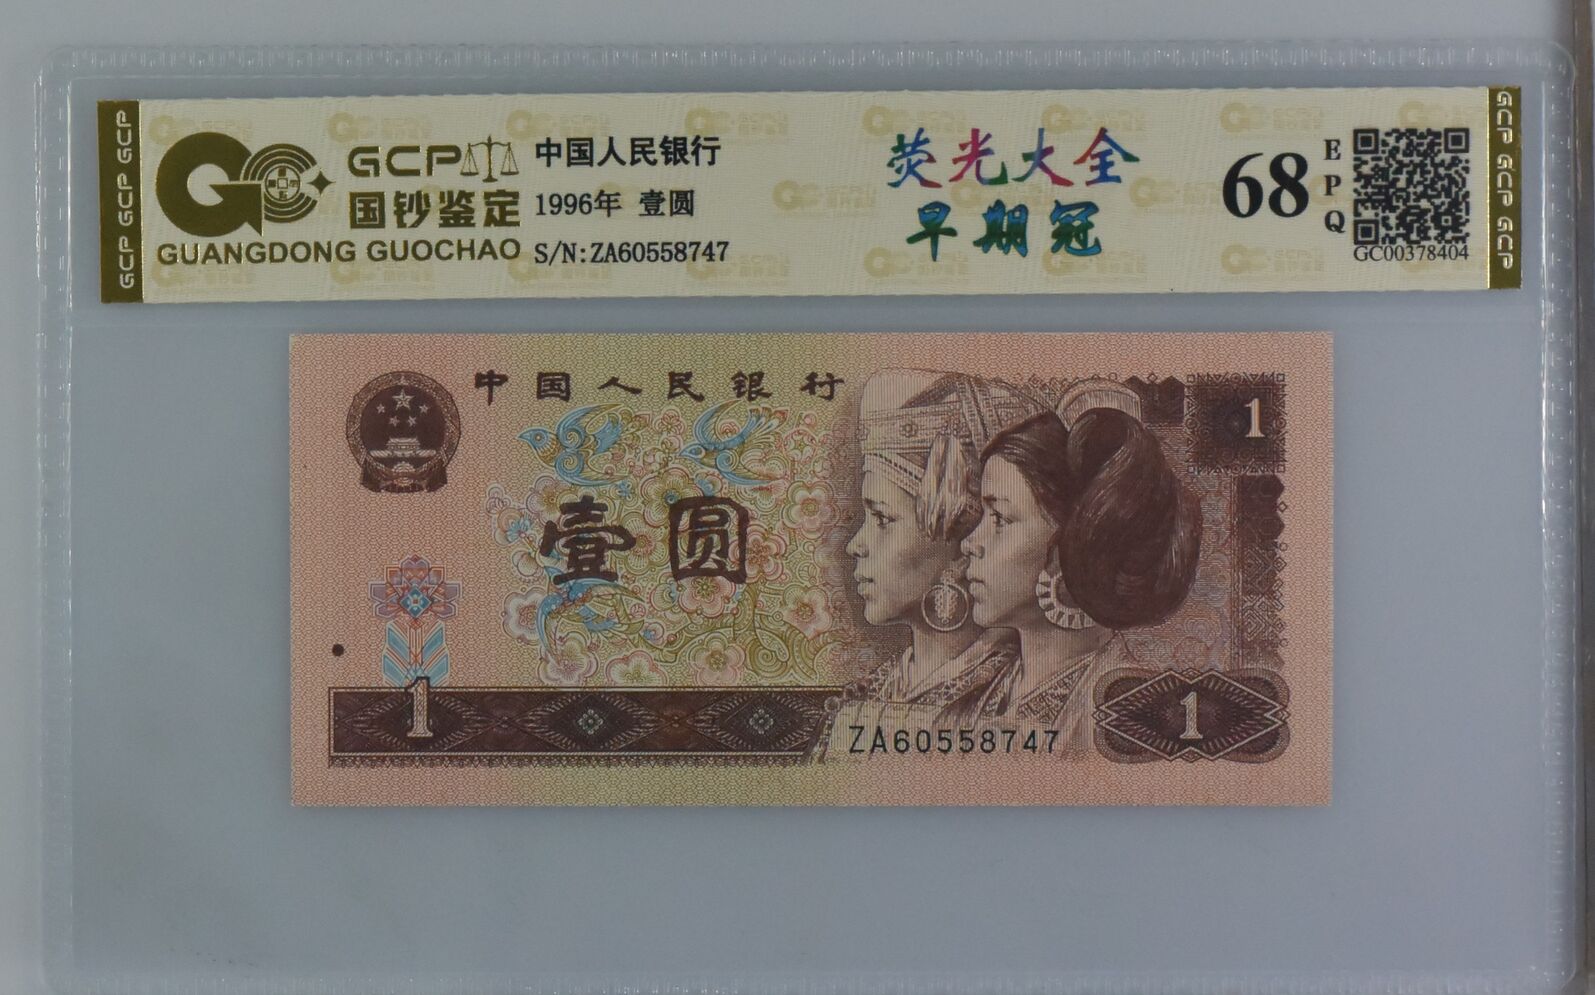 GCP GCP GCP
GCP
国钞鉴定
GUANGDONG GUOCHAO
中国人民银行
1996年 壹圆
S/N:ZA60558747
荧光大全
早期冠
68
EPQ
GC00378404
GCP GCP GCP
中国人民银行
1
壹圆
1
ZA60558747
1